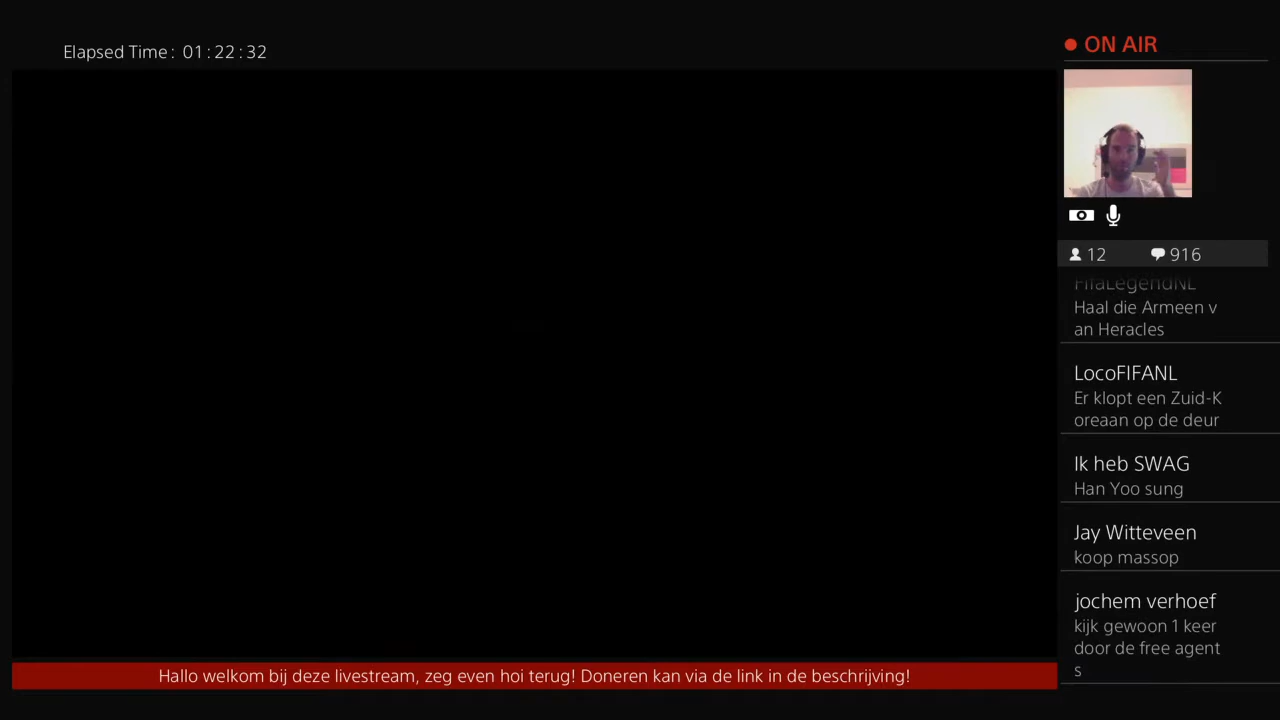 Elapsed Time: 01:22:32
ON AIR
12 916
FifaLegendNL
Haal die Armeen v
an Heracles
LocoFIFANL
Er klopt een Zuid-K
oreaan op de deur
Ik heb SWAG
Han Yoo sung
Jay Witteveen
koop massop
jochem verhoef
kijk gewoon 1 keer
door de free agent
s
Hallo welkom bij deze livestream, zeg even hoi terug! Doneren kan via de link in de beschrijving!